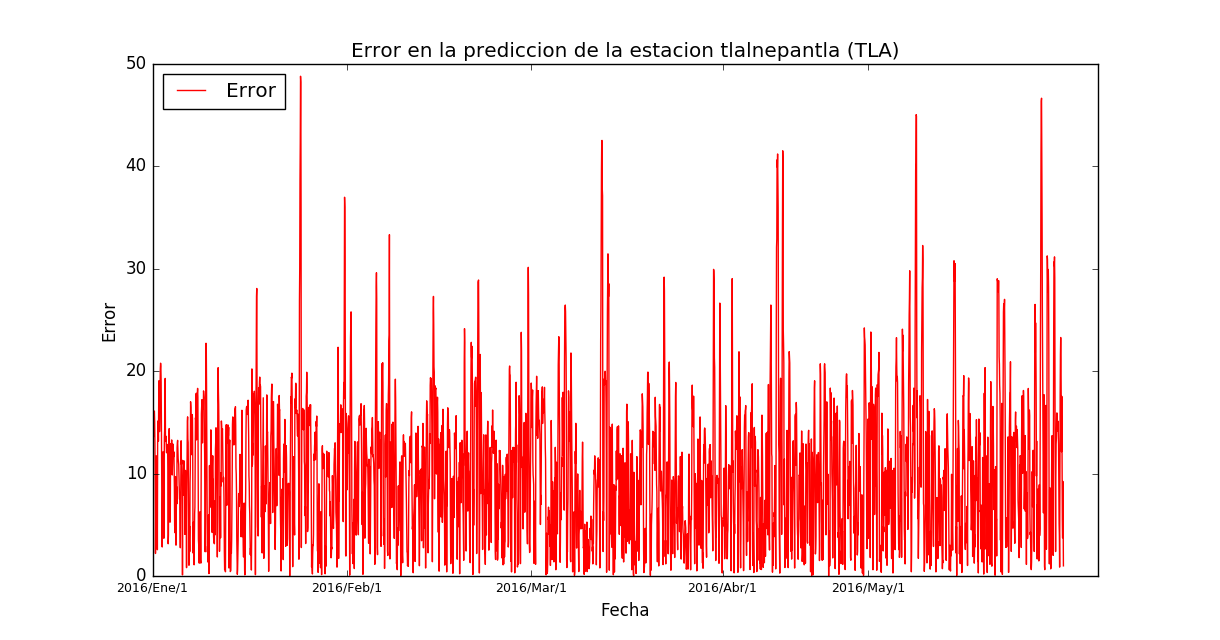 Error en la prediccion de la estacion tlalnepantla (TLA)
Error
50
40
30
20
10
0
Error
2016/Ene/1
2016/Feb/1
2016/Mar/1
2016/Abr/1
2016/May/1
Fecha